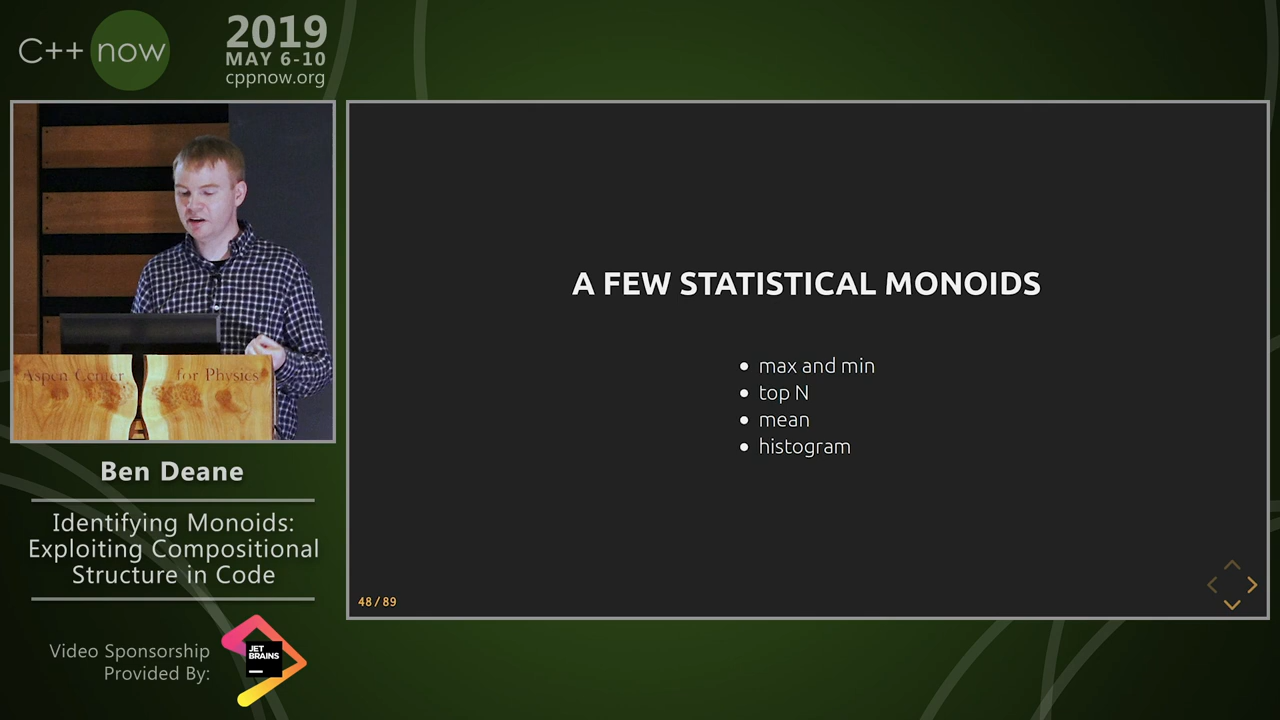 C++ now
2019
MAY 6-10
cppnow.org
Aspen Center for Physics
Ben Deane
Identifying Monoids:
Exploiting Compositional
Structure in Code
Video Sponsorship
Provided By:
JET
BRAINS
A FEW STATISTICAL MONOIDS
• max and min
• top N
• mean
• histogram
48 / 89